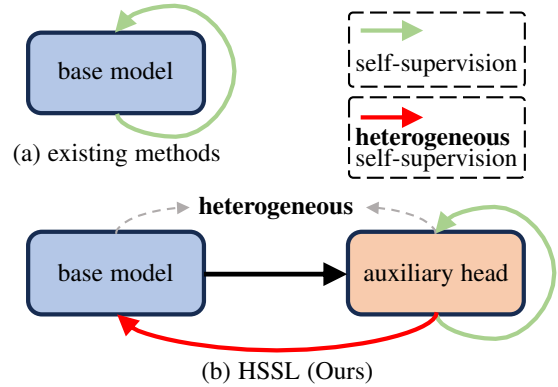 base model
(a) existing methods
self-supervision
heterogeneous
self-supervision
heterogeneous
base model
auxiliary head
(b) HSSL (Ours)